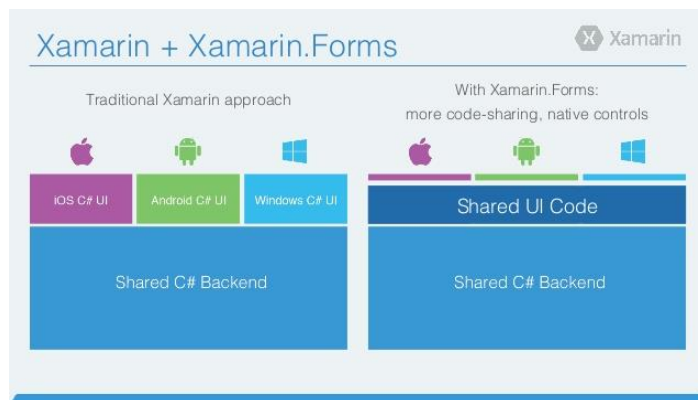 Xamarin + Xamarin.Forms
Xamarin
Traditional Xamarin approach
With Xamarin.Forms:
more code-sharing, native controls
iOS C# UI
Android C# UI
Windows C# UI
Shared C# Backend
Shared UI Code
Shared C# Backend